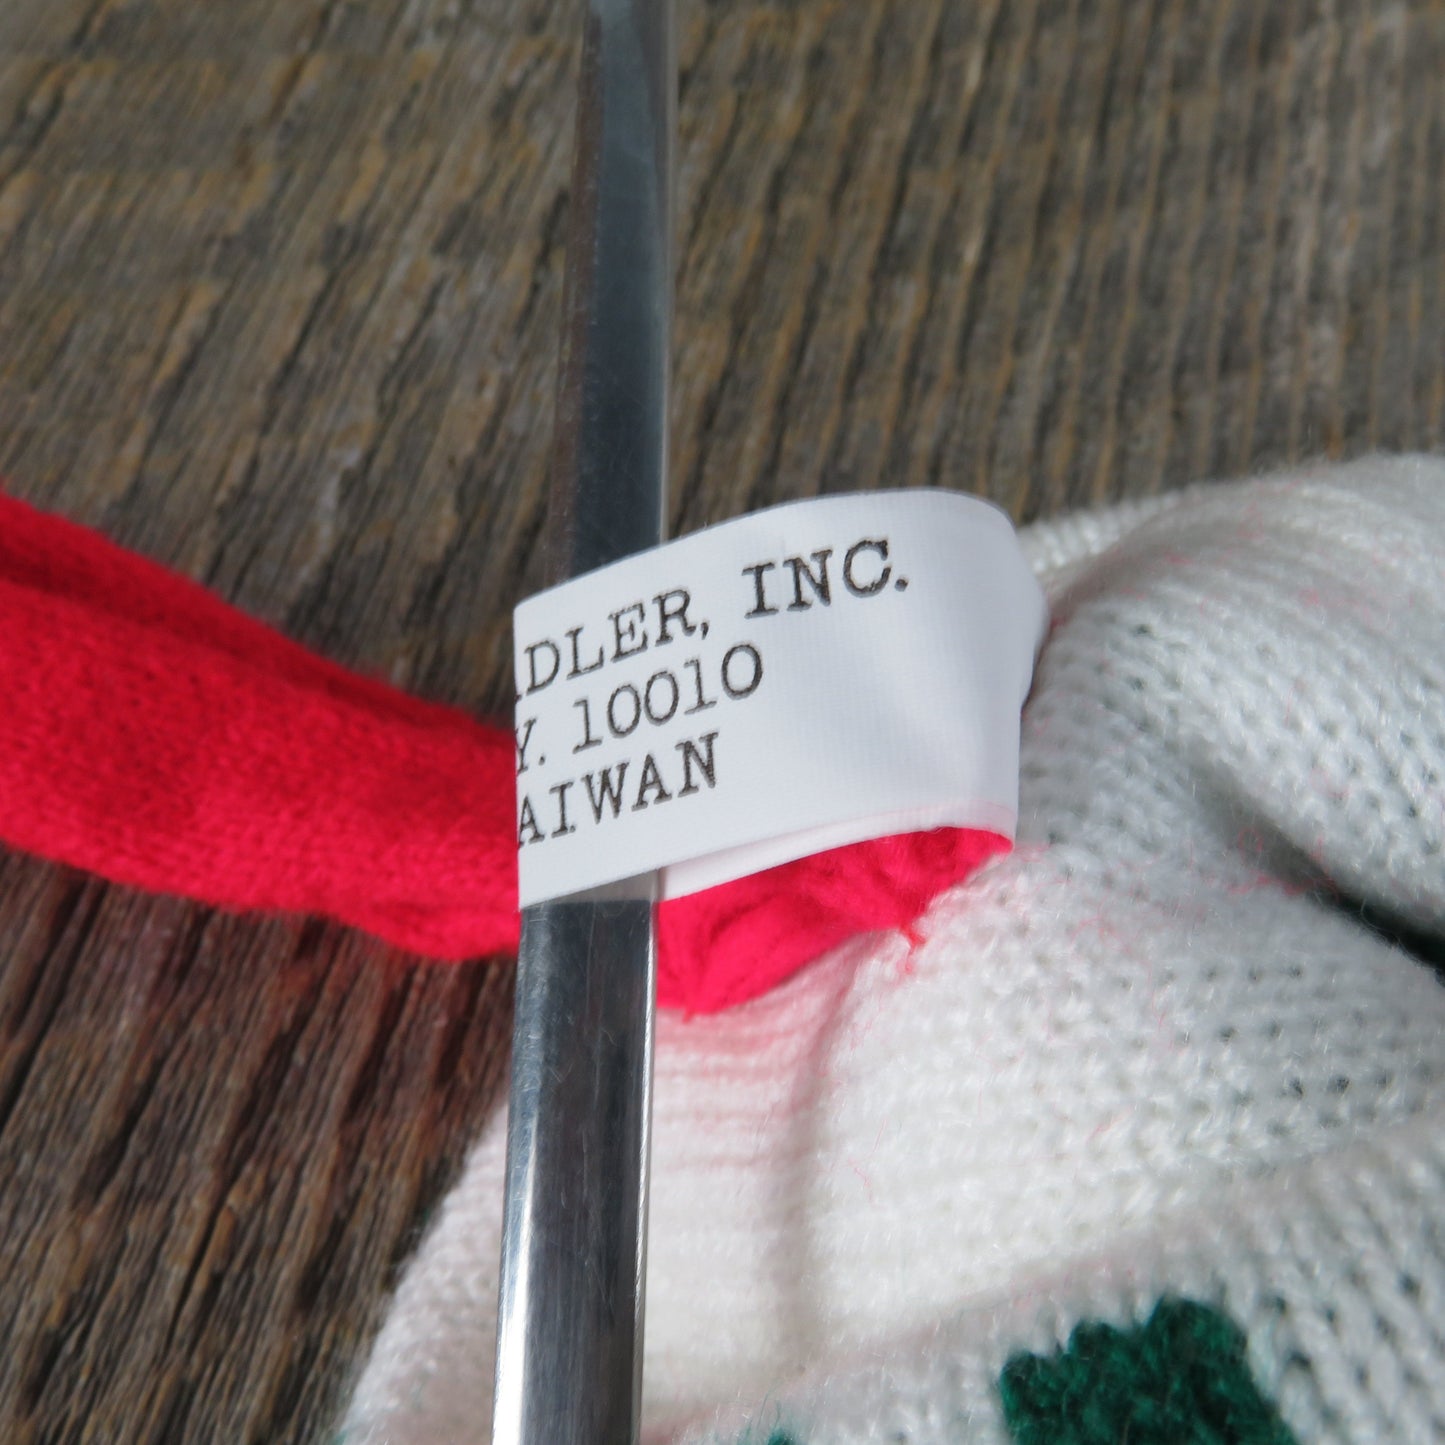 DLER, INC.
Y. 10010
AIWAN